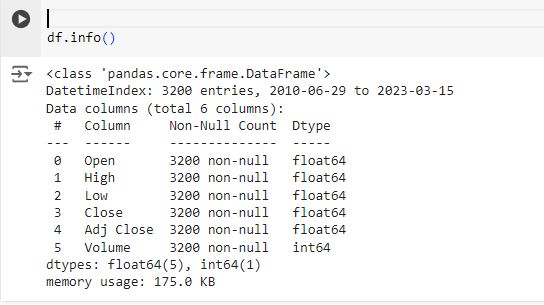 df.info()
<class 'pandas.core.frame.DataFrame'>
DatetimeIndex: 3200 entries, 2010-06-29 to 2023-03-15
Data columns (total 6 columns):
 #   Column     Non-Null Count  Dtype
---  ------     --------------  -----
 0   Open       3200 non-null   float64
 1   High       3200 non-null   float64
 2   Low        3200 non-null   float64
 3   Close      3200 non-null   float64
 4   Adj Close  3200 non-null   float64
 5   Volume     3200 non-null   int64
dtypes: float64(5), int64(1)
memory usage: 175.0 KB